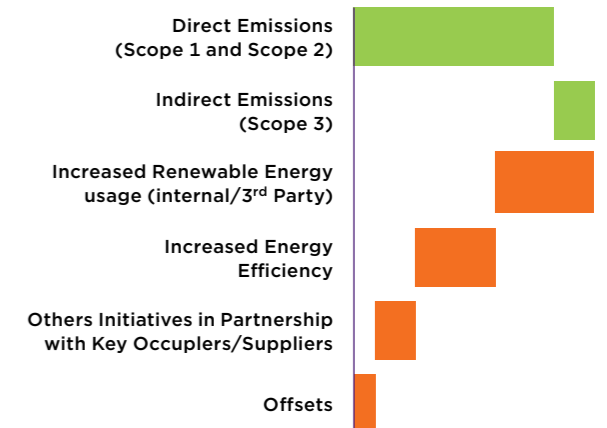 Direct Emissions
(Scope 1 and Scope 2)
Indirect Emissions
(Scope 3)
Increased Renewable Energy
usage (internal/3rd Party)
Increased Energy
Efficiency
Others Initiatives in Partnership
with Key Occuplers/Suppliers
Offsets